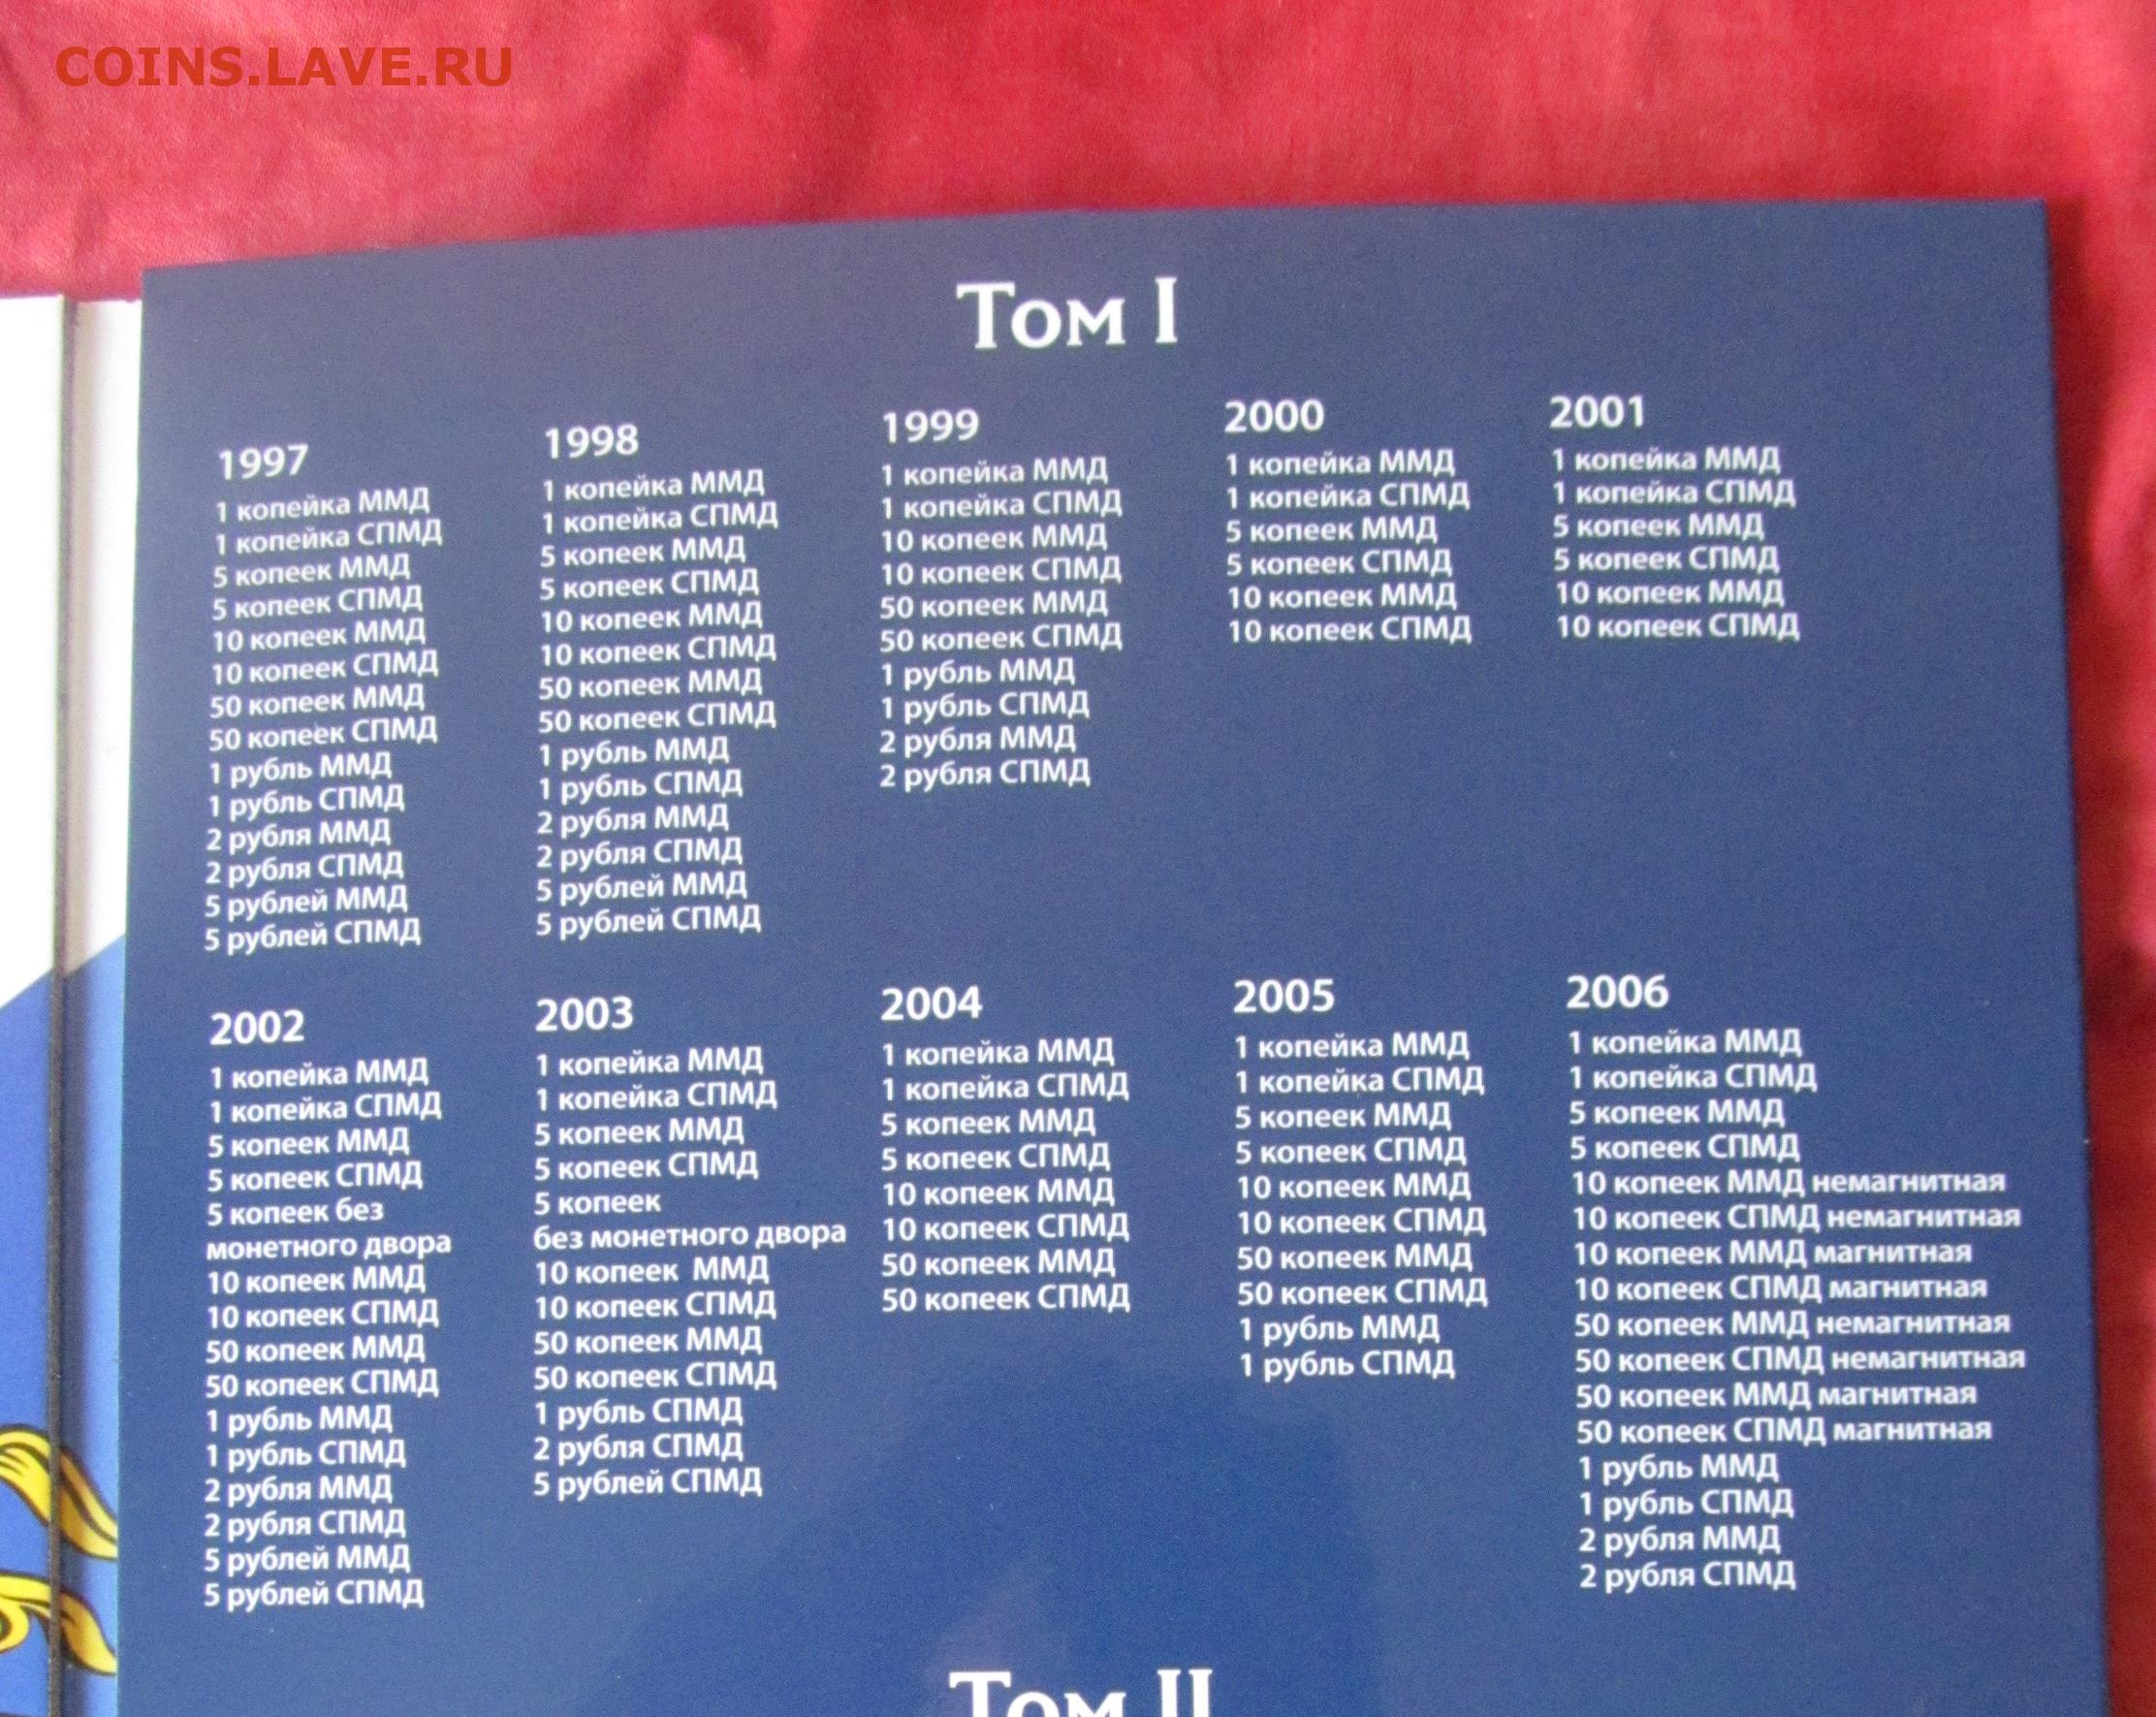 COINS.LAVE.RU
Том I
1997
1 копейка ММД
1 копейка СПМД
5 копеек ММД
5 копеек СПМД
10 копеек ММД
10 копеек СПМД
50 копеек ММД
50 копеек СПМД
1 рубль ММД
1 рубль СПМД
2 рубля ММД
2 рубля СПМД
5 рублей ММД
5 рублей СПМД
1998
1 копейка ММД
1 копейка СПМД
5 копеек ММД
5 копеек СПМД
10 копеек ММД
10 копеек СПМД
50 копеек ММД
50 копеек СПМД
1 рубль ММД
1 рубль СПМД
2 рубля ММД
2 рубля СПМД
5 рублей ММД
5 рублей СПМД
1999
1 копейка ММД
1 копейка СПМД
10 копеек ММД
10 копеек СПМД
50 копеек ММД
50 копеек СПМД
1 рубль ММД
1 рубль СПМД
2 рубля ММД
2 рубля СПМД
2000
1 копейка ММД
1 копейка СПМД
5 копеек ММД
5 копеек СПМД
10 копеек ММД
10 копеек СПМД
2001
1 копейка ММД
1 копейка СПМД
5 копеек ММД
5 копеек СПМД
10 копеек ММД
10 копеек СПМД
2002
1 копейка ММД
1 копейка СПМД
5 копеек ММД
5 копеек СПМД
5 копеек без
монетного двора
10 копеек ММД
10 копеек СПМД
50 копеек ММД
50 копеек СПМД
1 рубль ММД
1 рубль СПМД
2 рубля ММД
2 рубля СПМД
5 рублей ММД
5 рублей СПМД
2003
1 копейка ММД
1 копейка СПМД
5 копеек ММД
5 копеек СПМД
5 копеек
без монетного двора
10 копеек ММД
10 копеек СПМД
50 копеек ММД
50 копеек СПМД
1 рубль СПМД
2 рубля СПМД
5 рублей СПМД
2004
1 копейка ММД
1 копейка СПМД
5 копеек ММД
5 копеек СПМД
10 копеек ММД
10 копеек СПМД
50 копеек ММД
50 копеек СПМД
2005
1 копейка ММД
1 копейка СПМД
5 копеек ММД
5 копеек СПМД
10 копеек ММД
10 копеек СПМД
50 копеек ММД
50 копеек СПМД
1 рубль ММД
1 рубль СПМД
2006
1 копейка ММД
1 копейка СПМД
5 копеек ММД
5 копеек СПМД
10 копеек ММД немагнитная
10 копеек СПМД немагнитная
10 копеек ММД магнитная
10 копеек СПМД магнитная
50 копеек ММД немагнитная
50 копеек СПМД немагнитная
50 копеек ММД магнитная
50 копеек СПМД магнитная
1 рубль ММД
1 рубль СПМД
2 рубля ММД
2 рубля СПМД
Том II